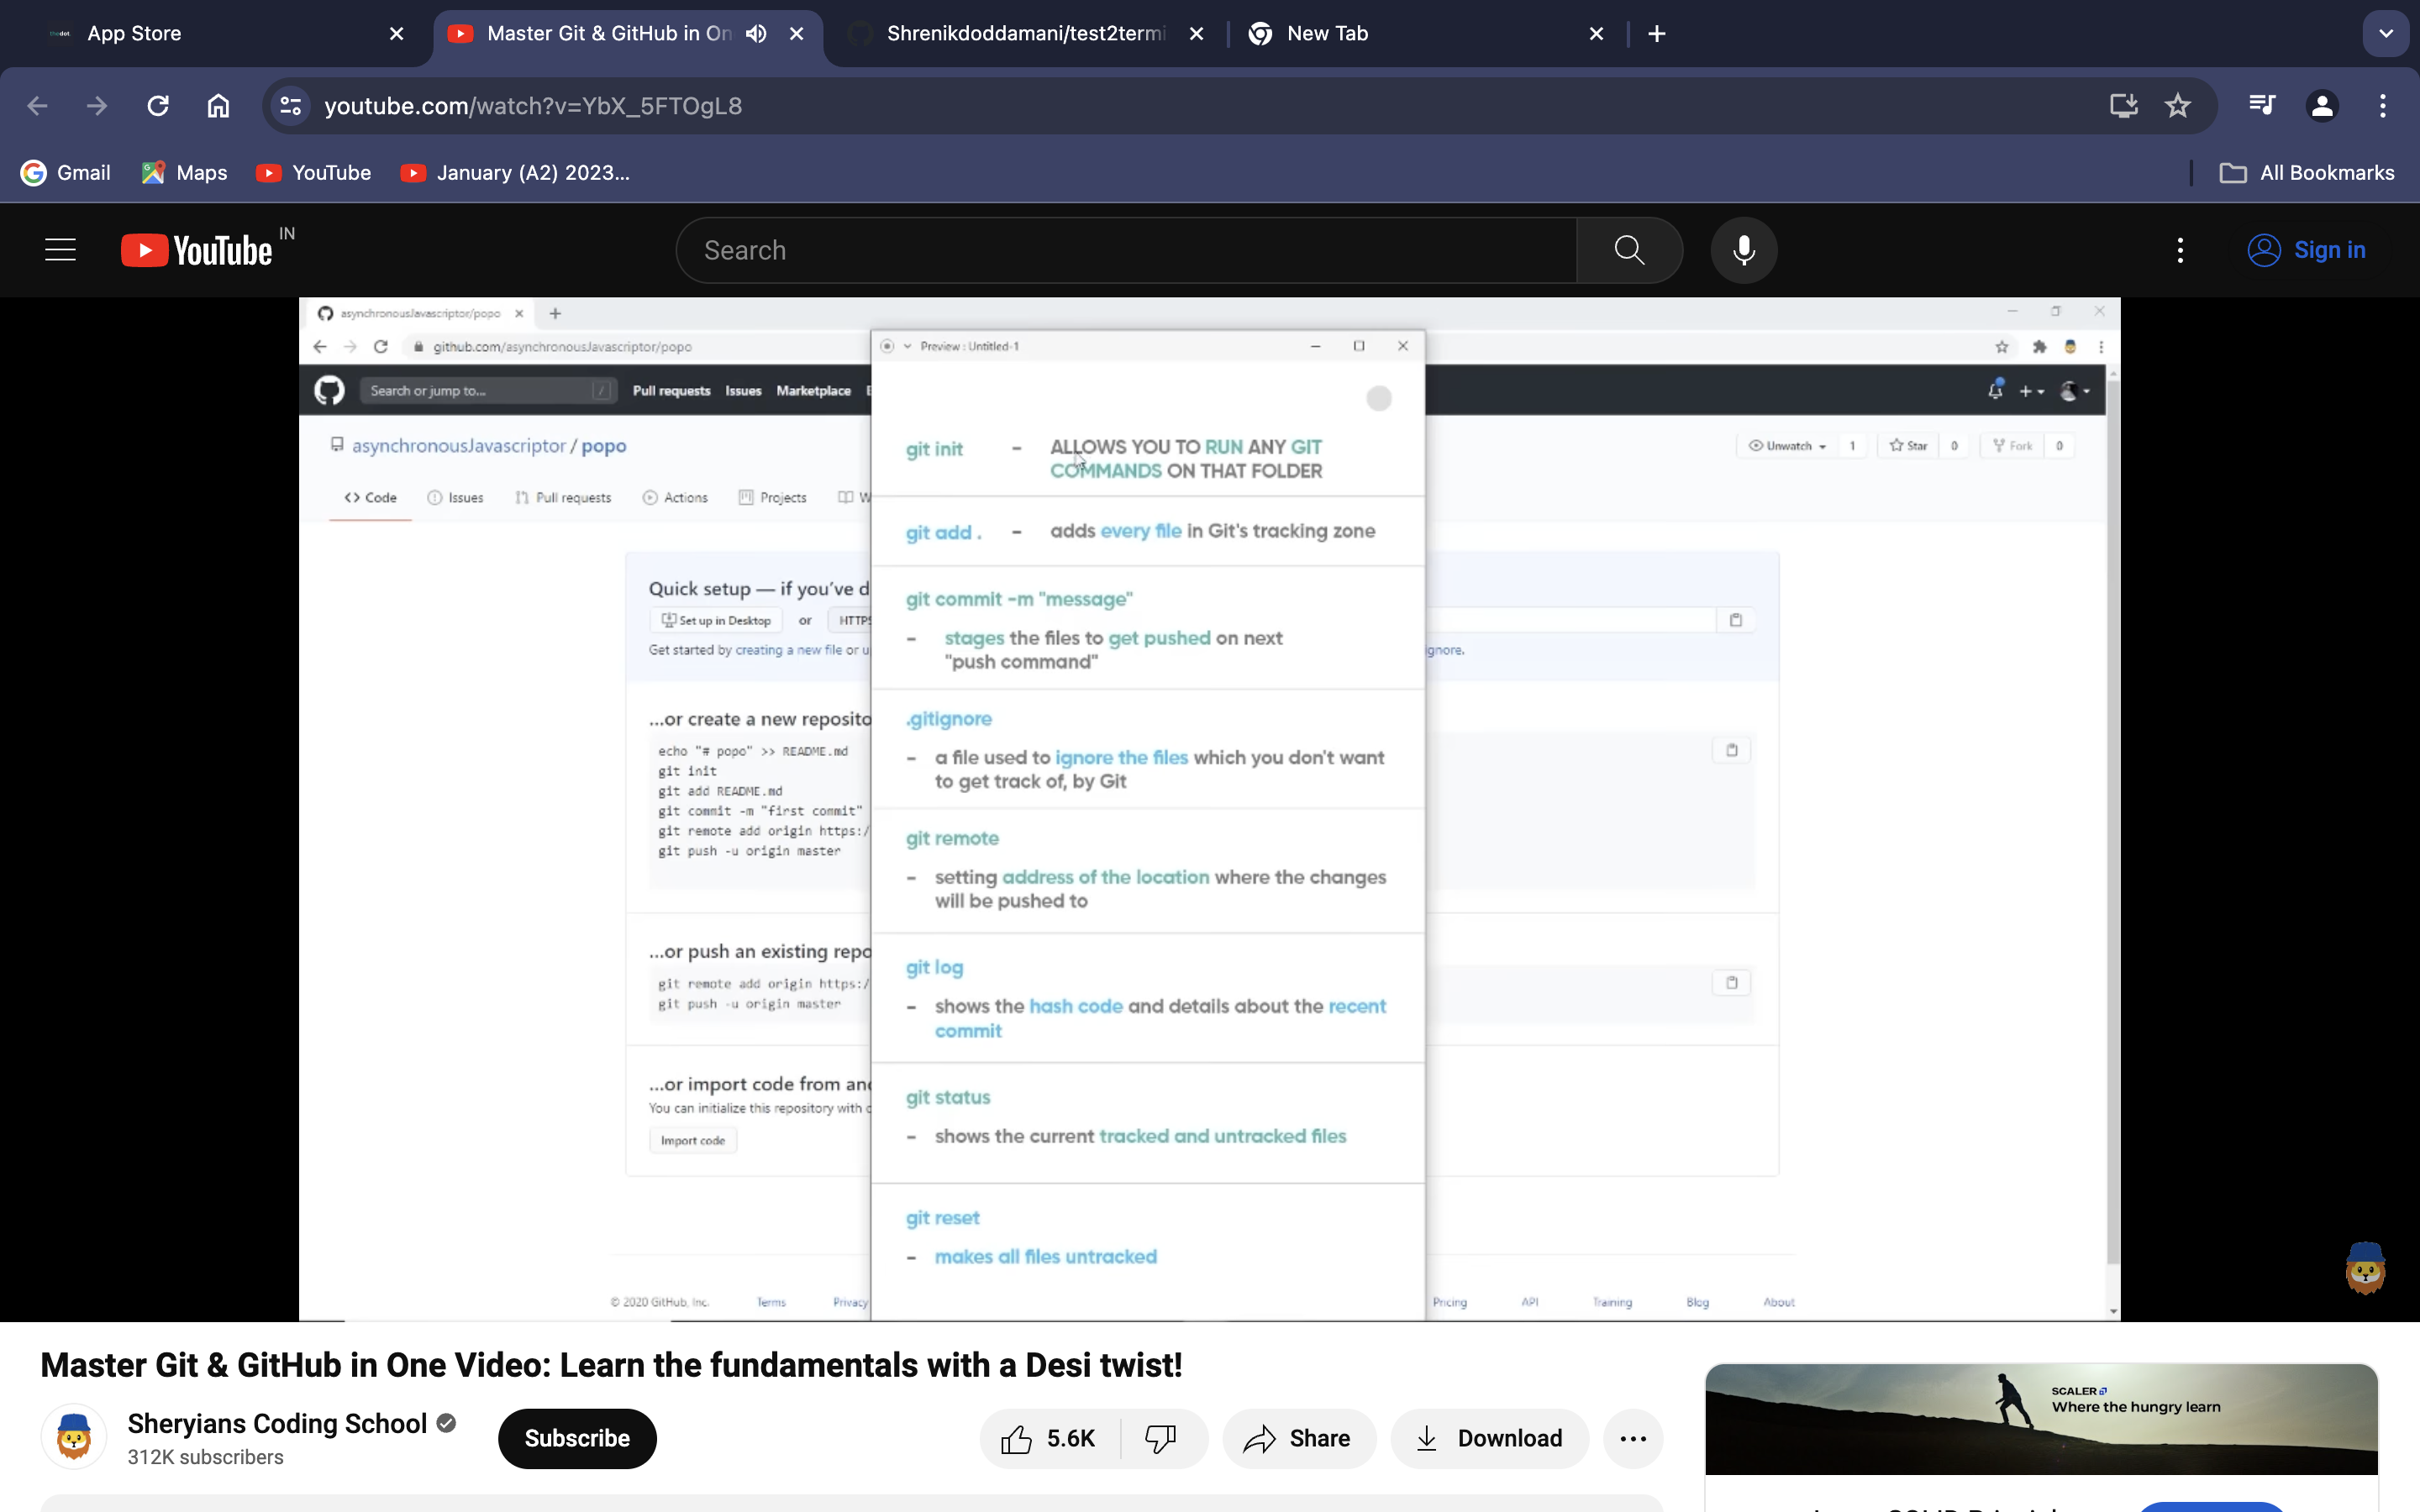 App Store
Master Git & GitHub in On
Shrenikdoddamani/test2termi
New Tab
youtube.com/watch?v=YbX_5FTOgL8
Gmail
Maps
YouTube
January (A2) 2023...
All Bookmarks
YouTube IN
Search
Sign in
asynchronousJavascriptor/popo
github.com/asynchronousJavascriptor/popo
Preview : Untitled-1
Search or jump to... /
Pull requests Issues Marketplace E
asynchronousJavascriptor / popo
Unwatch 1 Star 0 Fork 0
Code Issues Pull requests Actions Projects W
git init - ALLOWS YOU TO RUN ANY GIT
COMMANDS ON THAT FOLDER
git add . - adds every file in Git's tracking zone
git commit -m "message"
- stages the files to get pushed on next
"push command"
.gitignore
- a file used to ignore the files which you don't want
to get track of, by Git
git remote
- setting address of the location where the changes
will be pushed to
git log
- shows the hash code and details about the recent
commit
git status
- shows the current tracked and untracked files
git reset
- makes all files untracked
Quick setup — if you've d
Set up in Desktop or HTTPS
Get started by creating a new file or u
gnore.
...or create a new reposito
echo "# popo" >> README.md
git init
git add README.md
git commit -m "first commit"
git remote add origin https:/
git push -u origin master
...or push an existing repo
git remote add origin https:/
git push -u origin master
...or import code from ano
You can initialize this repository with c
Import code
© 2020 GitHub, Inc. Terms Privacy
Pricing API Training Blog About
Master Git & GitHub in One Video: Learn the fundamentals with a Desi twist!
Sheryians Coding School
312K subscribers
Subscribe
5.6K
Share
Download
SCALER
Where the hungry learn